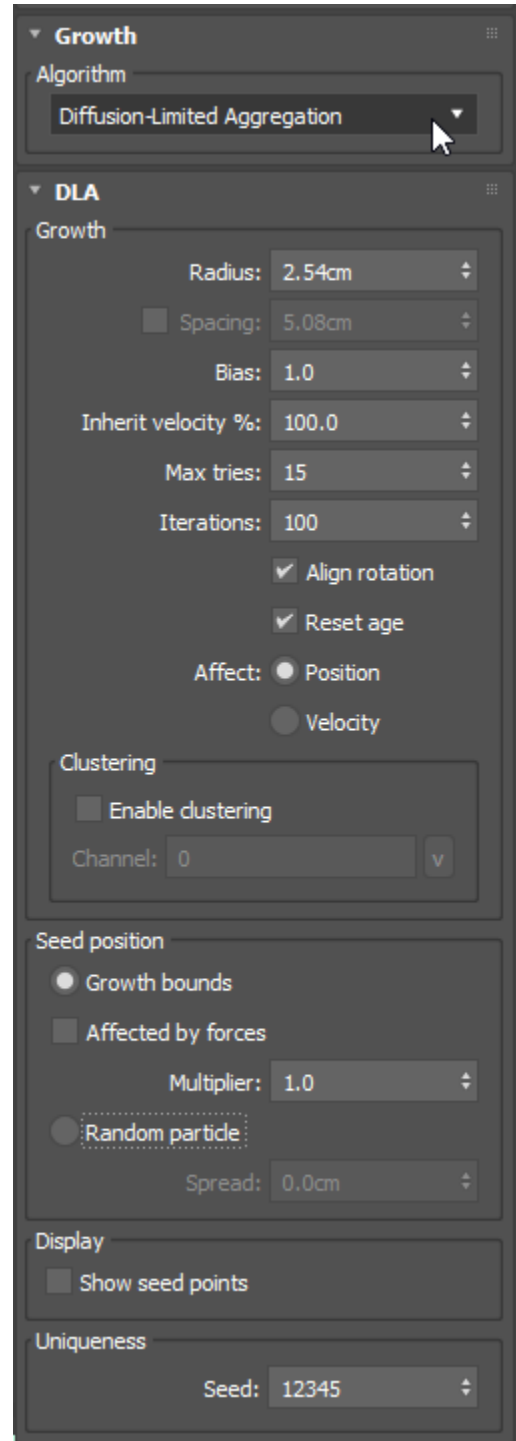 Growth
Algorithm
Diffusion-Limited Aggregation
DLA
Growth
Radius: 2.54cm
Spacing: 5.08cm
Bias: 1.0
Inherit velocity %: 100.0
Max tries: 15
Iterations: 100
Align rotation
Reset age
Affect: Position
Velocity
Clustering
Enable clustering
Channel: 0 v
Seed position
Growth bounds
Affected by forces
Multiplier: 1.0
Random particle
Spread: 0.0cm
Display
Show seed points
Uniqueness
Seed: 12345